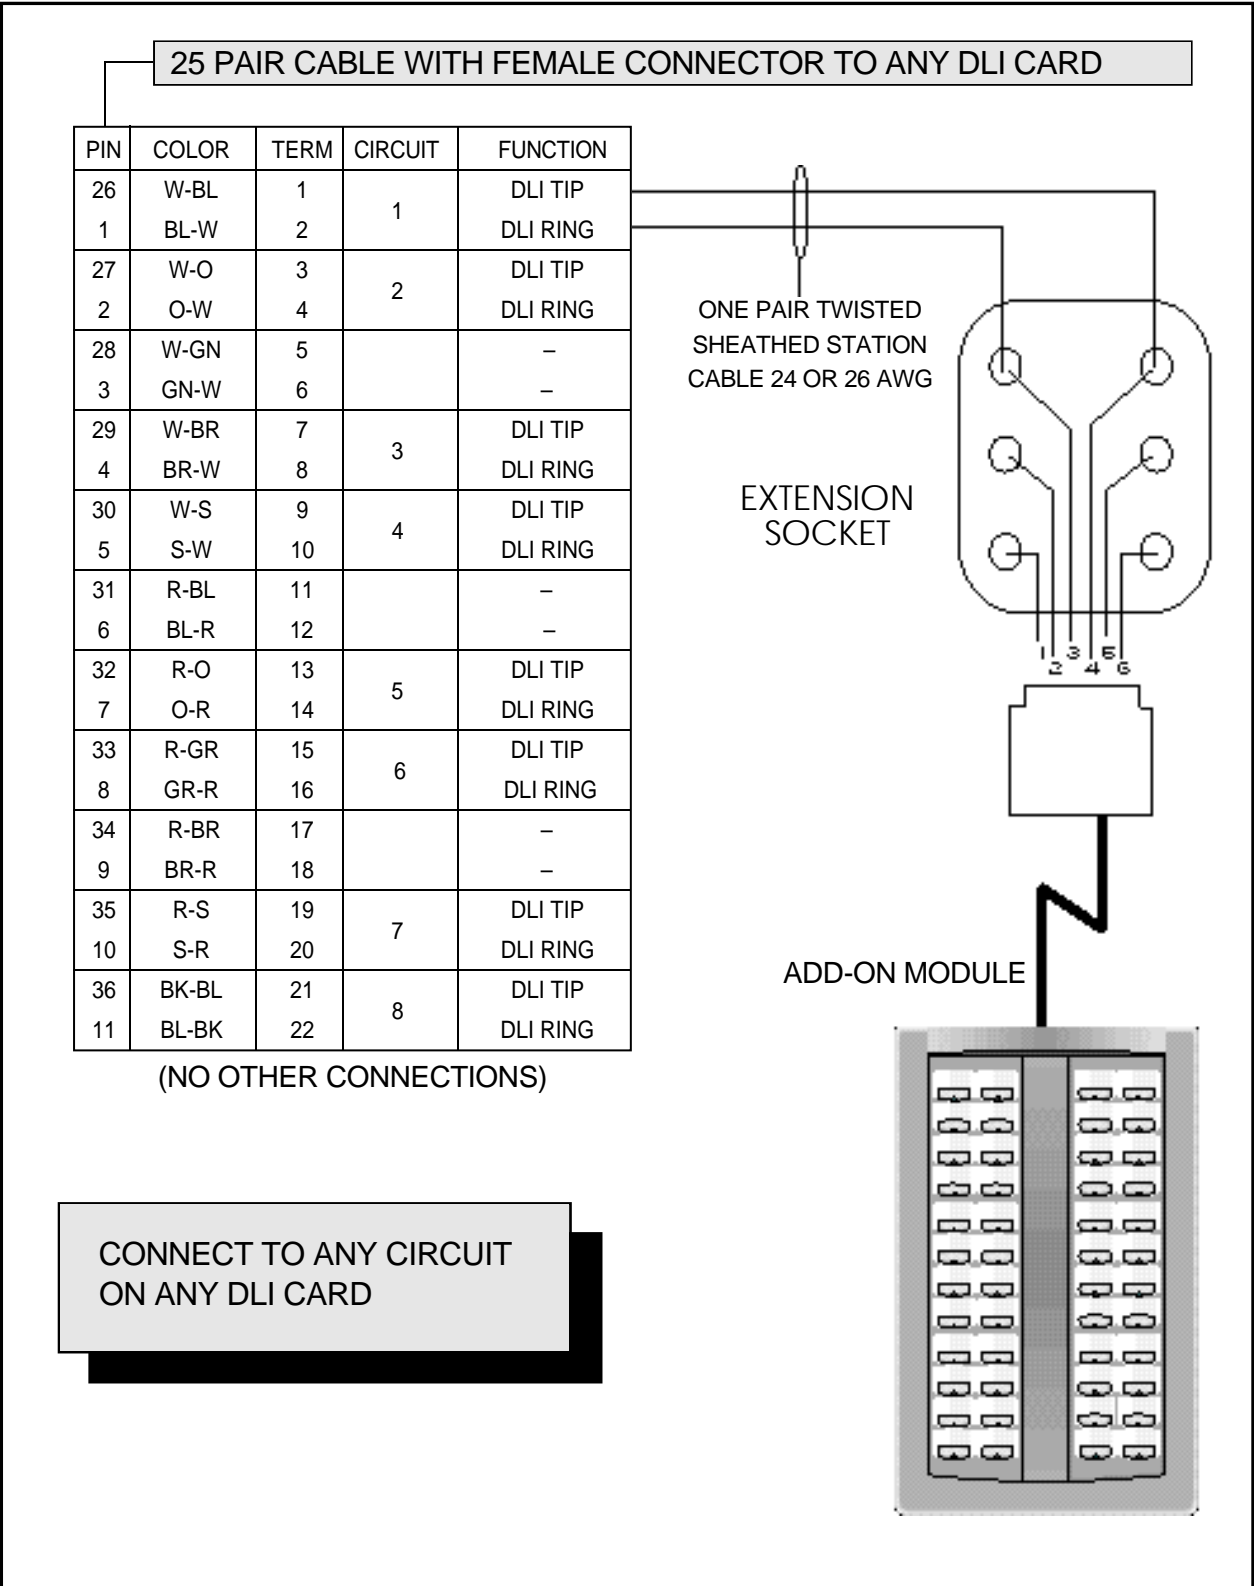 25 PAIR CABLE WITH FEMALE CONNECTOR TO ANY DLI CARD
PIN COLOR TERM CIRCUIT FUNCTION
26 W-BL 1 DLI TIP
1
1 BL-W 2 DLI RING
27 W-O 3 DLI TIP
2
2 O-W 4 DLI RING
28 W-GN 5 –
3 GN-W 6 –
29 W-BR 7 DLI TIP
3
4 BR-W 8 DLI RING
30 W-S 9 DLI TIP
4
5 S-W 10 DLI RING
31 R-BL 11 –
6 BL-R 12 –
32 R-O 13 DLI TIP
5
7 O-R 14 DLI RING
33 R-GR 15 DLI TIP
6
8 GR-R 16 DLI RING
34 R-BR 17 –
9 BR-R 18 –
35 R-S 19 DLI TIP
7
10 S-R 20 DLI RING
36 BK-BL 21 DLI TIP
8
11 BL-BK 22 DLI RING
(NO OTHER CONNECTIONS)
ONE PAIR TWISTED
SHEATHED STATION
CABLE 24 OR 26 AWG
EXTENSION
SOCKET
1 2 3 4 5 6
ADD-ON MODULE
CONNECT TO ANY CIRCUIT
ON ANY DLI CARD